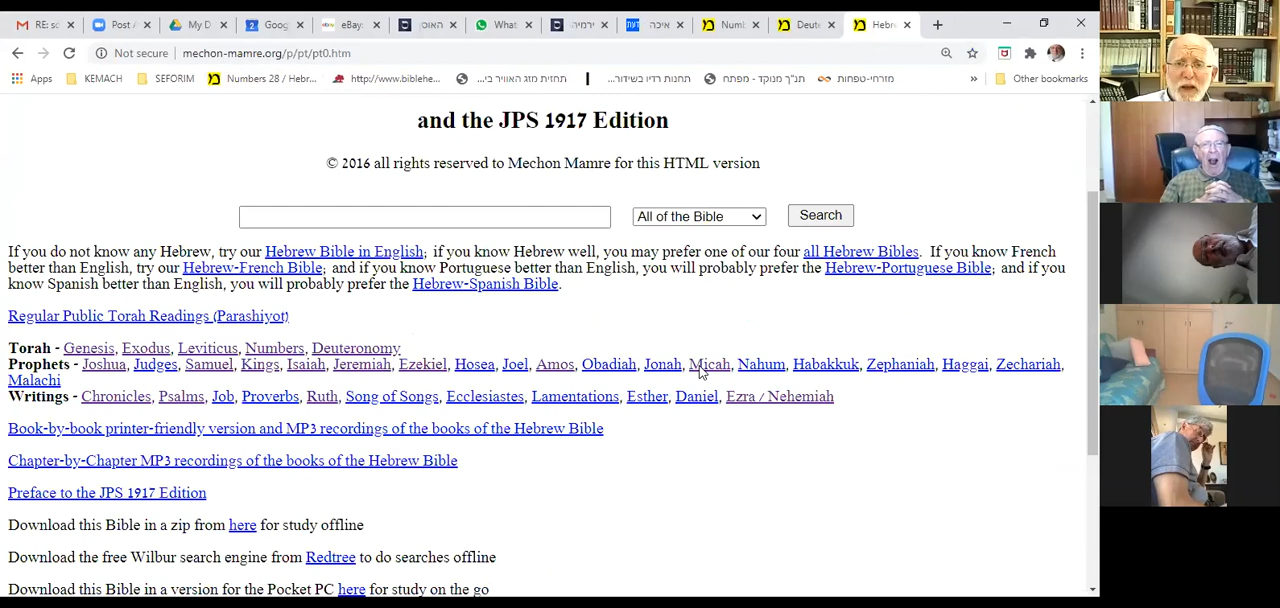 RE: sc
Post A
My D
Goog
eBay
האוס
What
ירמיה
איכה
Numb
Deut
Hebre
Not secure
mechon-mamre.org/p/pt/pt0.htm
Apps
KEMACH
SEFORIM
Numbers 28 / Hebr...
http://www.biblehe...
תחזית מזג האוויר בי...
תחנות רדיו בשידור...
תנ"ך מנוקד - מפתח
מזרחי-טפחות
»
Other bookmarks
and the JPS 1917 Edition
© 2016 all rights reserved to Mechon Mamre for this HTML version
All of the Bible
Search
If you do not know any Hebrew, try our Hebrew Bible in English; if you know Hebrew well, you may prefer one of our four all Hebrew Bibles. If you know French
better than English, try our Hebrew-French Bible; and if you know Portuguese better than English, you will probably prefer the Hebrew-Portuguese Bible; and if you
know Spanish better than English, you will probably prefer the Hebrew-Spanish Bible.
Regular Public Torah Readings (Parashiyot)
Torah - Genesis, Exodus, Leviticus, Numbers, Deuteronomy
Prophets - Joshua, Judges, Samuel, Kings, Isaiah, Jeremiah, Ezekiel, Hosea, Joel, Amos, Obadiah, Jonah, Micah, Nahum, Habakkuk, Zephaniah, Haggai, Zechariah,
Malachi
Writings - Chronicles, Psalms, Job, Proverbs, Ruth, Song of Songs, Ecclesiastes, Lamentations, Esther, Daniel, Ezra / Nehemiah
Book-by-book printer-friendly version and MP3 recordings of the books of the Hebrew Bible
Chapter-by-Chapter MP3 recordings of the books of the Hebrew Bible
Preface to the JPS 1917 Edition
Download this Bible in a zip from here for study offline
Download the free Wilbur search engine from Redtree to do searches offline
Download this Bible in a version for the Pocket PC here for study on the go